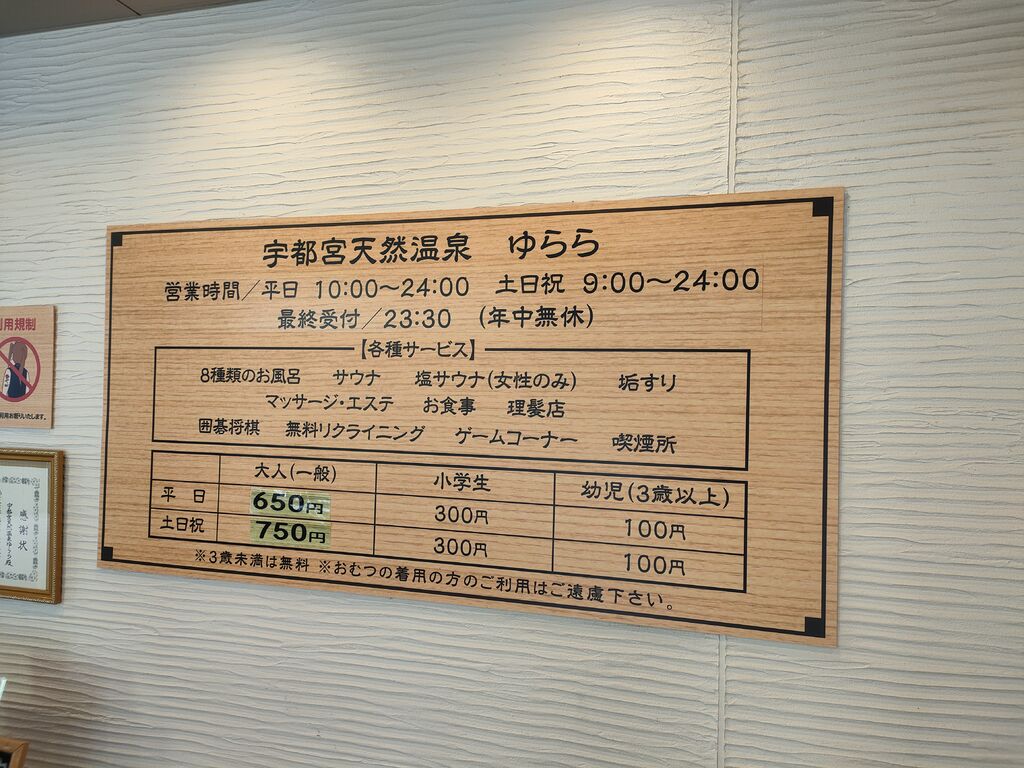 宇都宮天然温泉　ゆらら
営業時間／平日 10:00～24:00　土日祝 9:00～24:00
最終受付／23:30　(年中無休)
【各種サービス】
8種類のお風呂　サウナ　塩サウナ(女性のみ)　垢すり
マッサージ・エステ　お食事　理髪店
囲碁将棋　無料リクライニング　ゲームコーナー　喫煙所
大人(一般)　小学生　幼児(3歳以上)
平日　650円　300円　100円
土日祝　750円　300円　100円
※3歳未満は無料 ※おむつの着用の方のご利用はご遠慮下さい。
用規制
利用お断りいたします。
感謝状